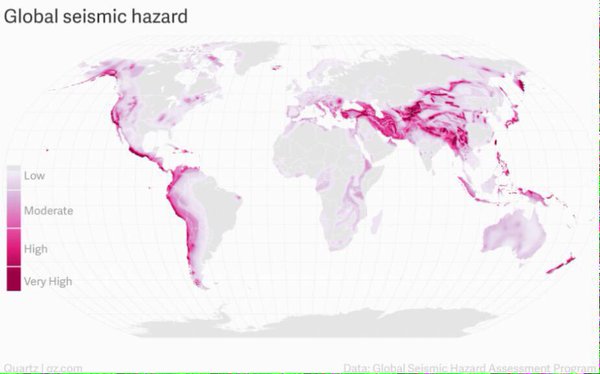 Global seismic hazard
Low
Moderate
High
Very High
Quartz | qz.com
Data: Global Seismic Hazard Assessment Program